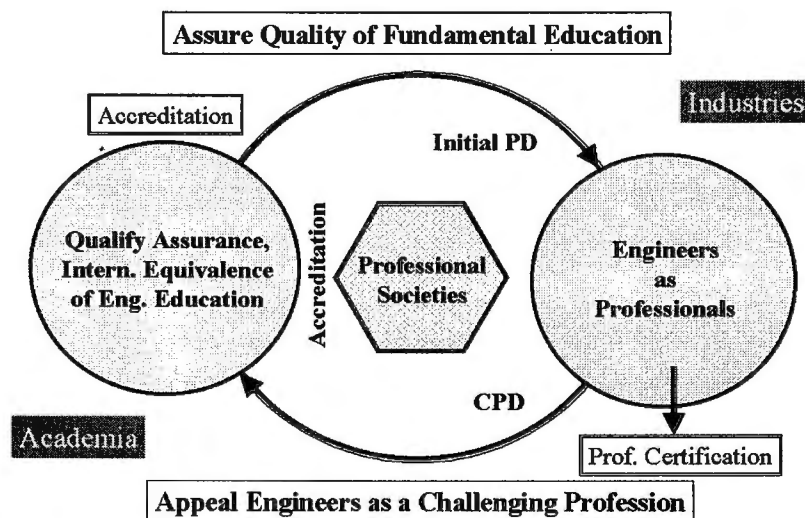 Assure Quality of Fundamental Education
Accreditation
Industries
Initial PD
Qualify Assurance,
Intern. Equivalence
of Eng. Education
Accreditation
Professional
Societies
Engineers
as
Professionals
CPD
Academia
Prof. Certification
Appeal Engineers as a Challenging Profession